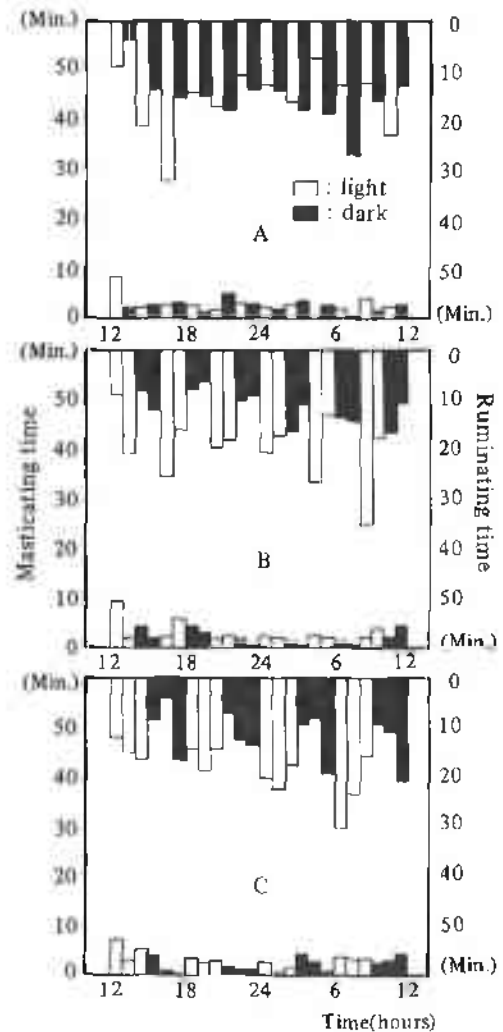 (Min.) 0
50 10
40 20
30 30
□ : light
■ : dark
20 40
A
10 50
0 (Min.)
12 18 24 6 12
(Min.) 0
50 10
40 20
30 30
20 40
B
10 50
0 (Min.)
12 18 24 6 12
Masticating time
Ruminating time
(Min.) 0
50 10
40 20
30 30
20 40
C
10 50
0 (Min.)
12 18 24 6 12
Time(hours)